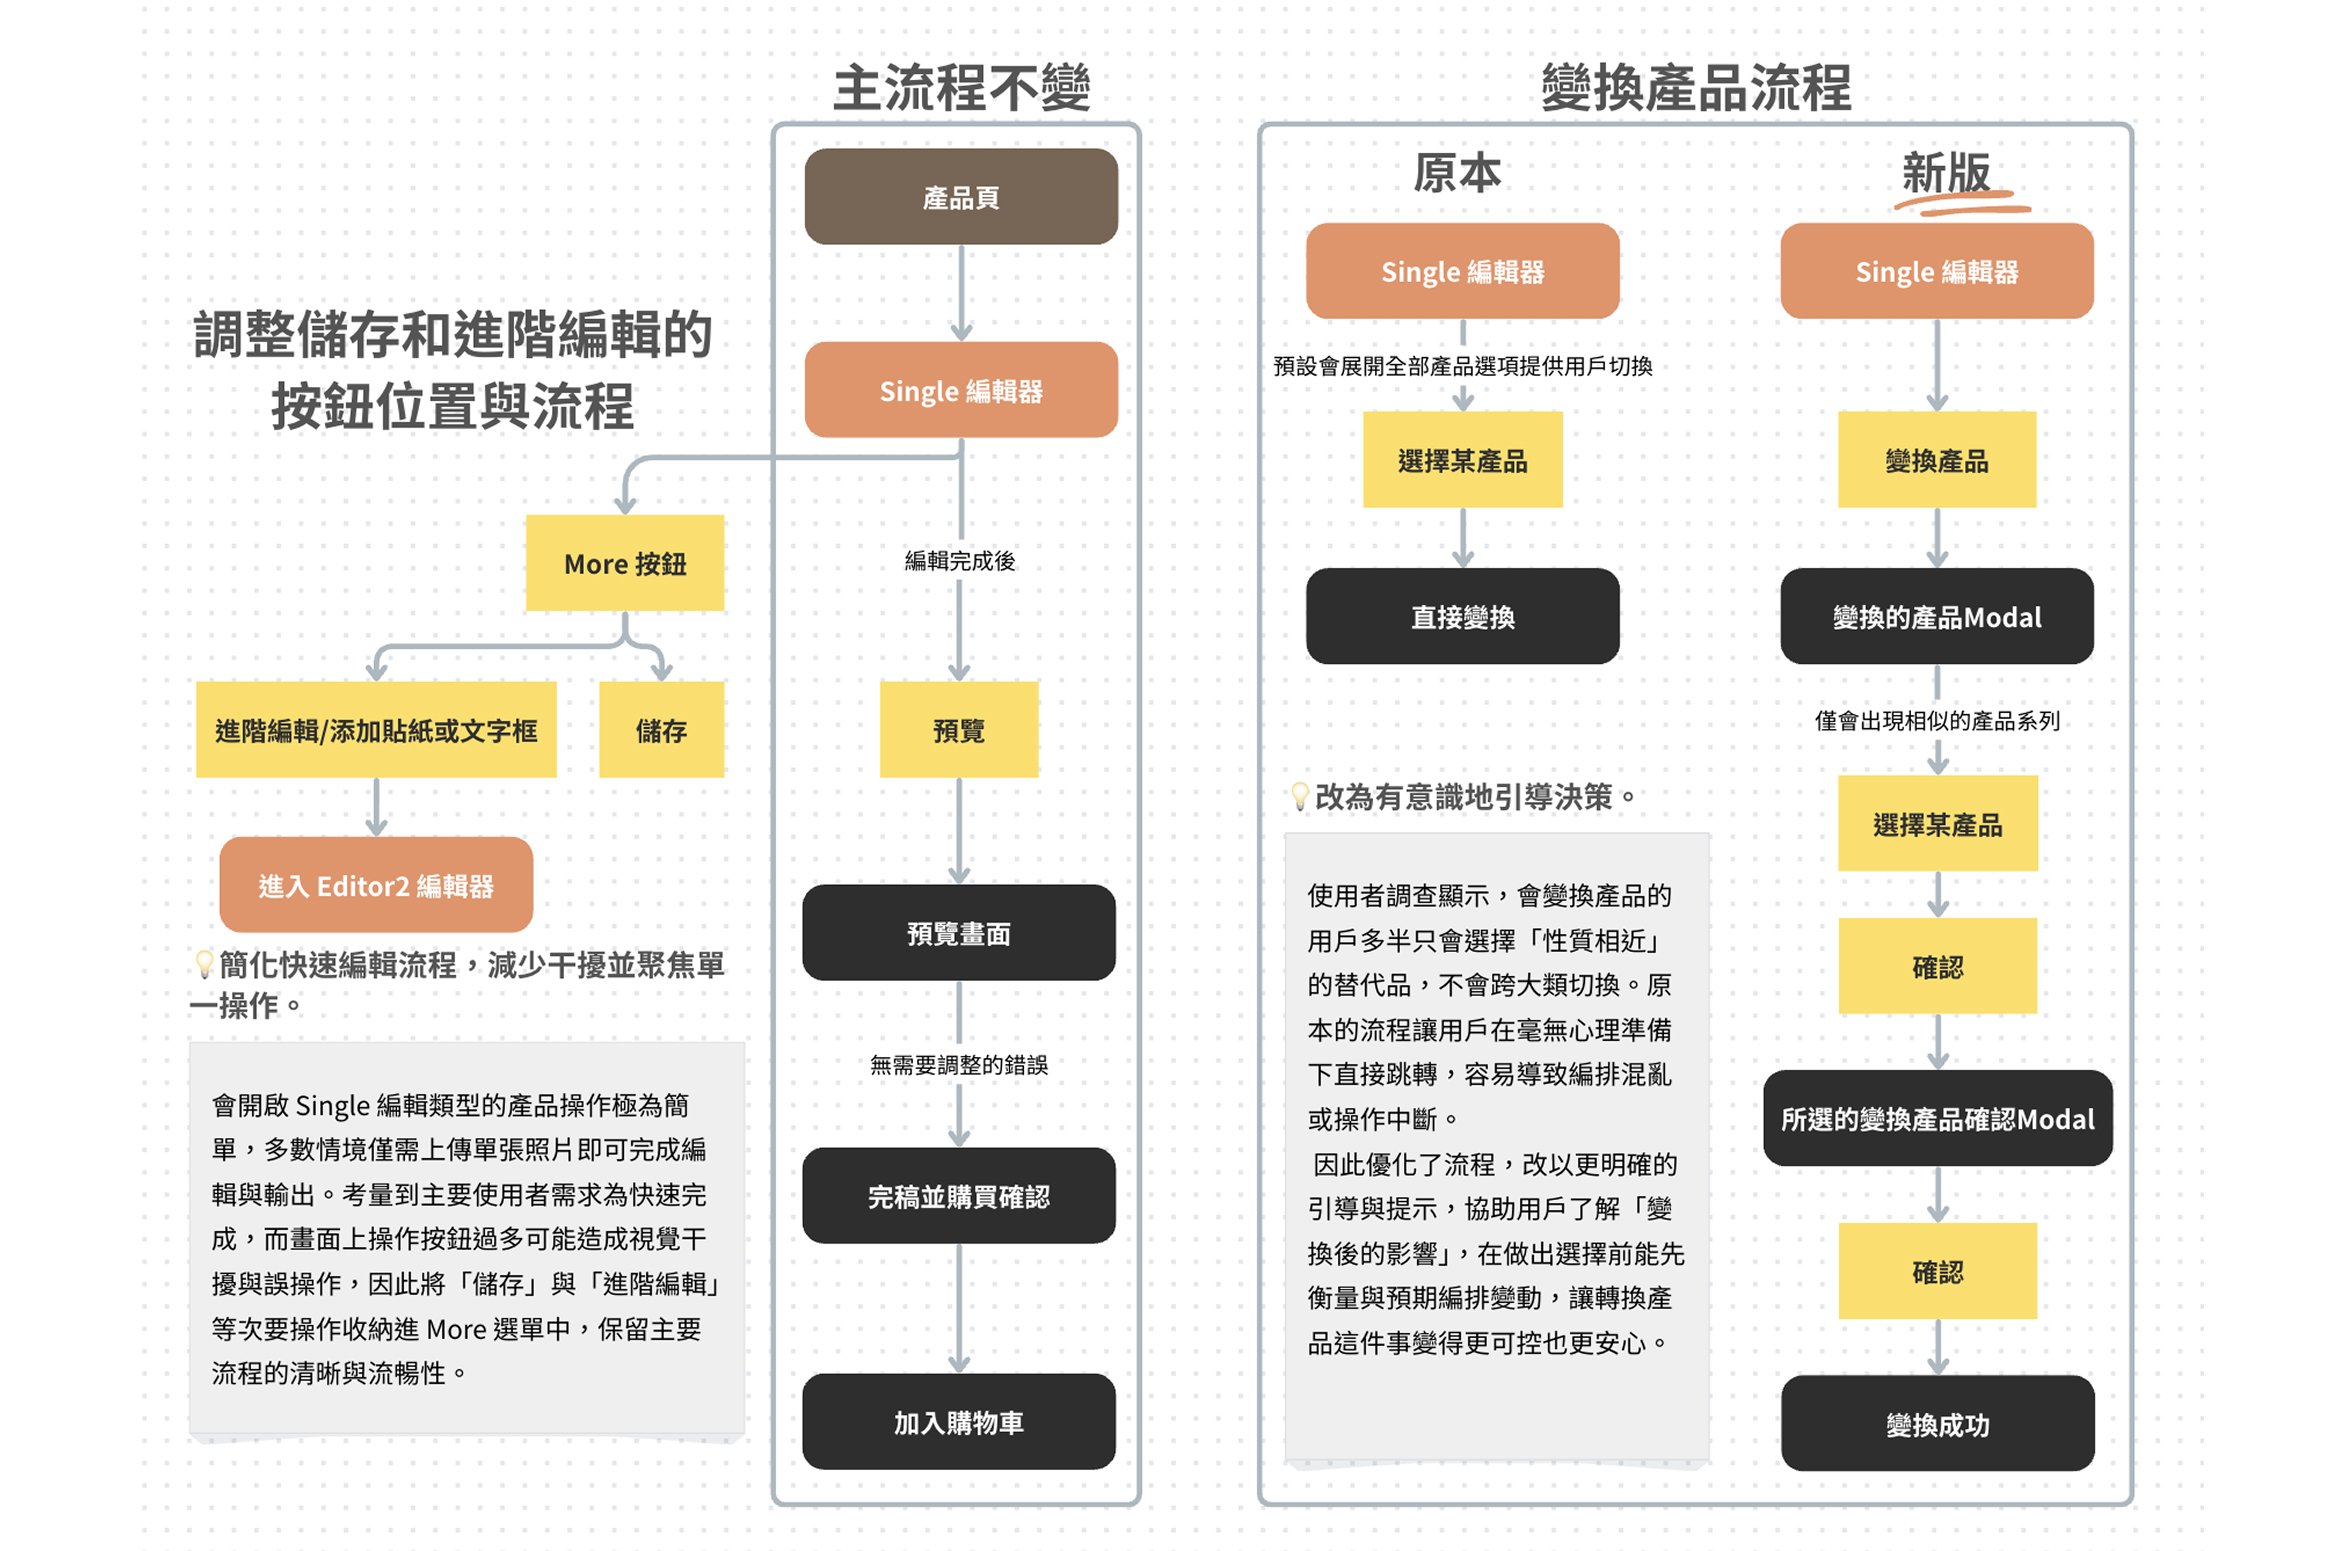 調整儲存和進階編輯的
按鈕位置與流程
More 按鈕
進階編輯/添加貼紙或文字框
儲存
進入 Editor2 編輯器
💡簡化快速編輯流程，減少干擾並聚焦單
一操作。
會開啟 Single 編輯類型的產品操作極為簡
單，多數情境僅需上傳單張照片即可完成編
輯與輸出。考量到主要使用者需求為快速完
成，而畫面上操作按鈕過多可能造成視覺干
擾與誤操作，因此將「儲存」與「進階編輯」
等次要操作收納進 More 選單中，保留主要
流程的清晰與流暢性。
主流程不變
產品頁
Single 編輯器
編輯完成後
預覽
預覽畫面
無需要調整的錯誤
完稿並購買確認
加入購物車
變換產品流程
原本
Single 編輯器
預設會展開全部產品選項提供用戶切換
選擇某產品
直接變換
💡改為有意識地引導決策。
使用者調查顯示，會變換產品的
用戶多半只會選擇「性質相近」
的替代品，不會跨大類切換。原
本的流程讓用戶在毫無心理準備
下直接跳轉，容易導致編排混亂
或操作中斷。
因此優化了流程，改以更明確的
引導與提示，協助用戶了解「變
換後的影響」，在做出選擇前能先
衡量與預期編排變動，讓轉換產
品這件事變得更可控也更安心。
新版
Single 編輯器
變換產品
變換的產品Modal
僅會出現相似的產品系列
選擇某產品
確認
所選的變換產品確認Modal
確認
變換成功